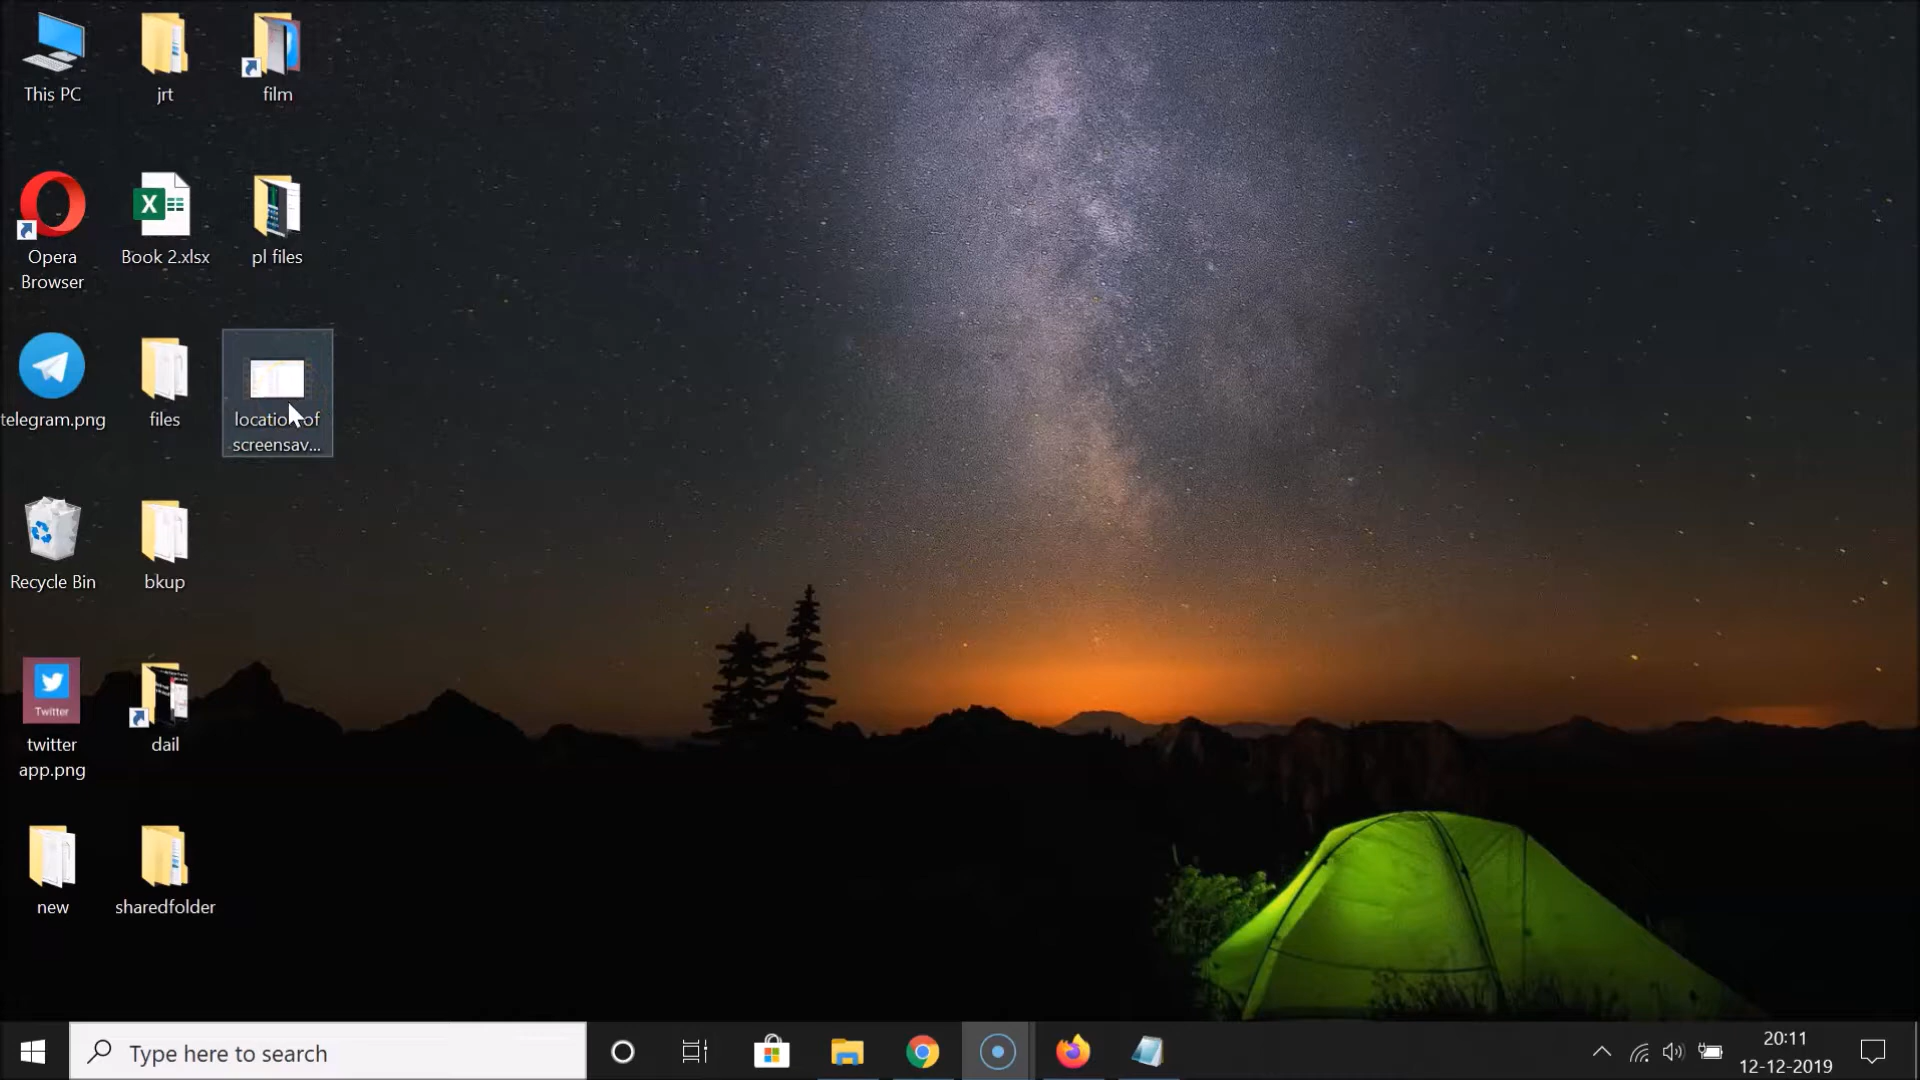 This PC
jrt
film
Opera
Browser
Book 2.xlsx
pl files
telegram.png
files
location of
screensav...
Recycle Bin
bkup
Twitter
twitter
app.png
dail
new
sharedfolder
Type here to search
20:11
12-12-2019